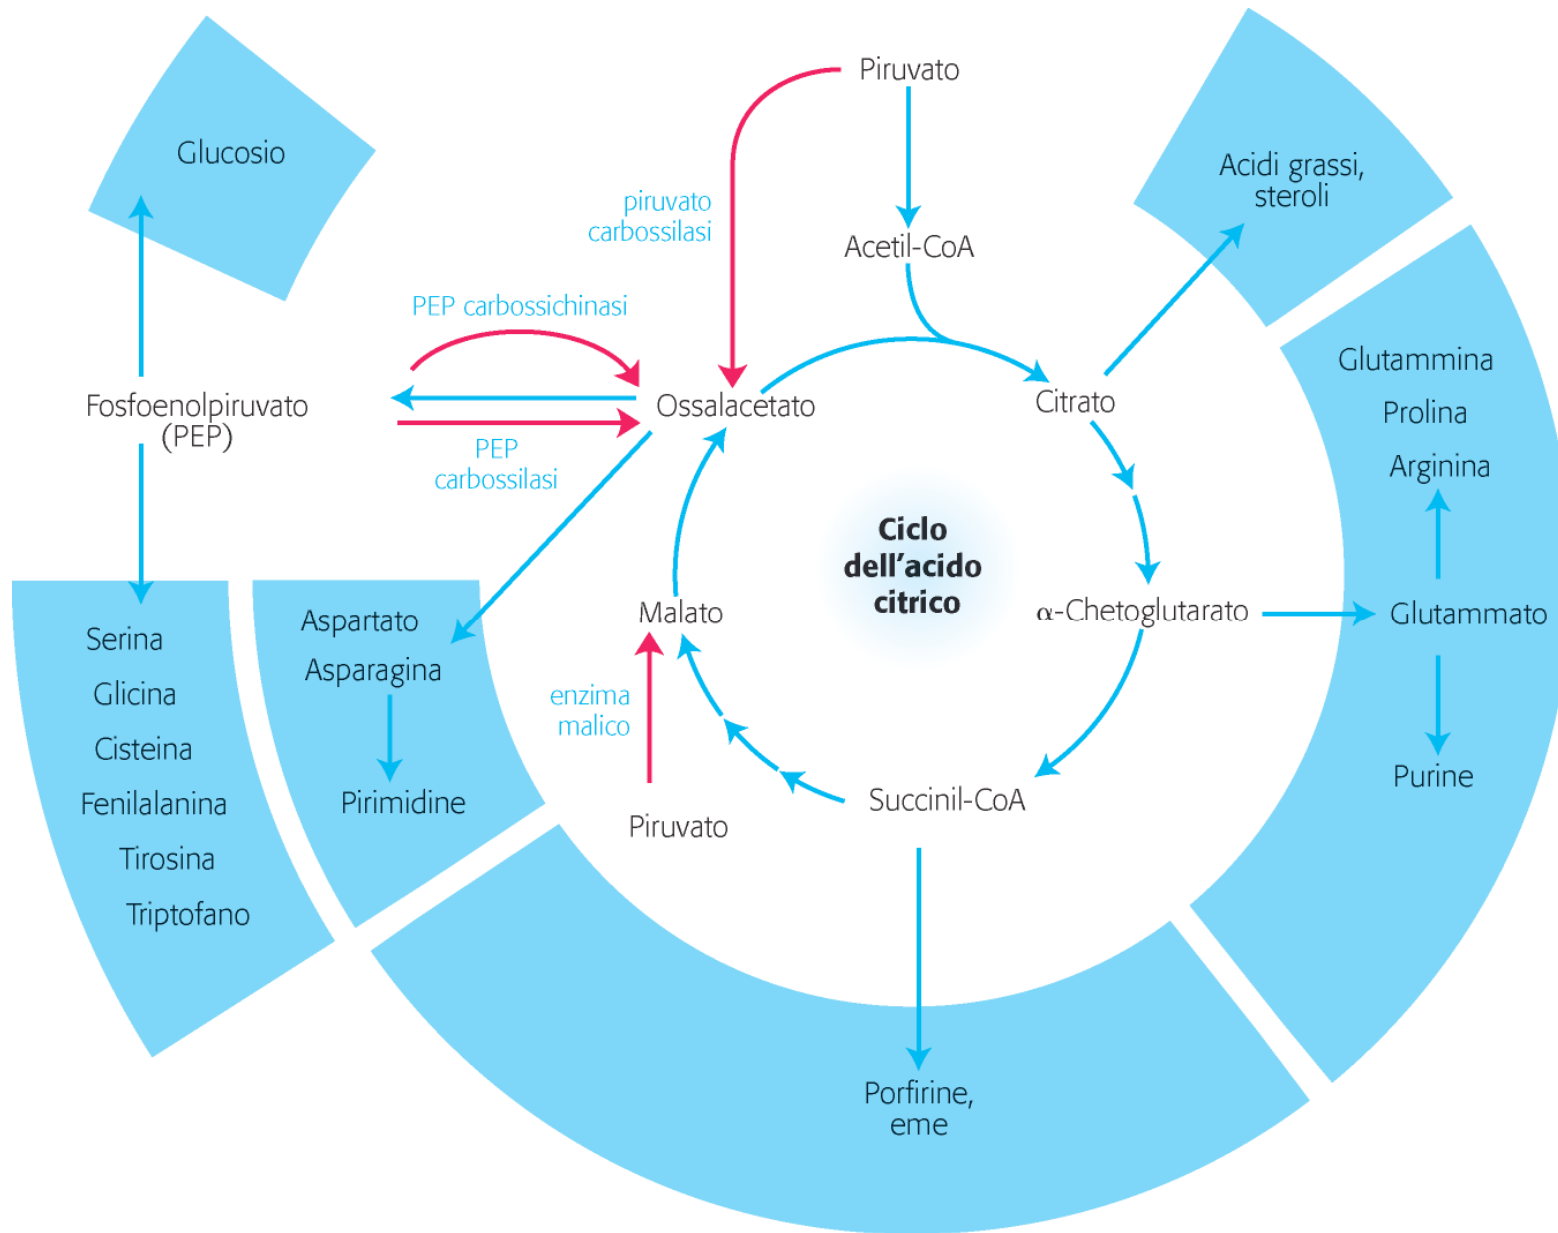 Piruvato
Glucosio
Acidi grassi,
steroli
piruvato
carbossilasi
Acetil-CoA
PEP carbossichinasi
Glutammina
Fosfoenolpiruvato
(PEP)
Ossalacetato
Citrato
Prolina
PEP
carbossilasi
Arginina
Ciclo
dell'acido
citrico
Serina
Aspartato
Malato
α-Chetoglutarato
Glutammato
Glicina
Asparagina
enzima
malico
Cisteina
Purine
Fenilalanina
Pirimidine
Piruvato
Succinil-CoA
Tirosina
Triptofano
Porfirine,
eme